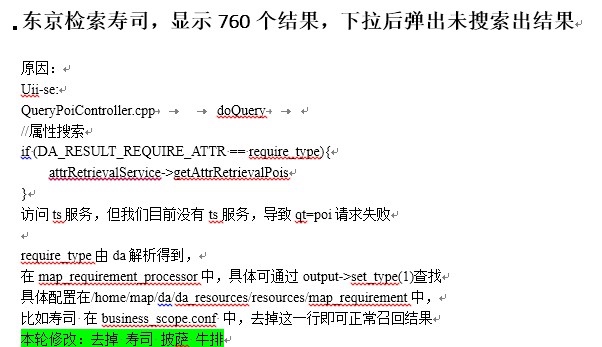 东京检索寿司，显示 760 个结果，下拉后弹出未搜索出结果
原因：
Uii-se:
QueryPoiController.cpp → → doQuery → →
//属性搜索
if (DA_RESULT_REQUIRE_ATTR == require_type){
attrRetrievalService->getAttrRetrievalPois
}
访问 ts 服务，但我们目前没有 ts 服务，导致 qt=poi 请求失败
require_type 由 da 解析得到，
在 map_requirement_processor 中，具体可通过 output->set_type(1)查找
具体配置在/home/map/da/da_resources/resources/map_requirement 中，
比如寿司 在 business_scope.conf 中，去掉这一行即可正常召回结果
本轮修改：去掉 寿司 披萨 牛排